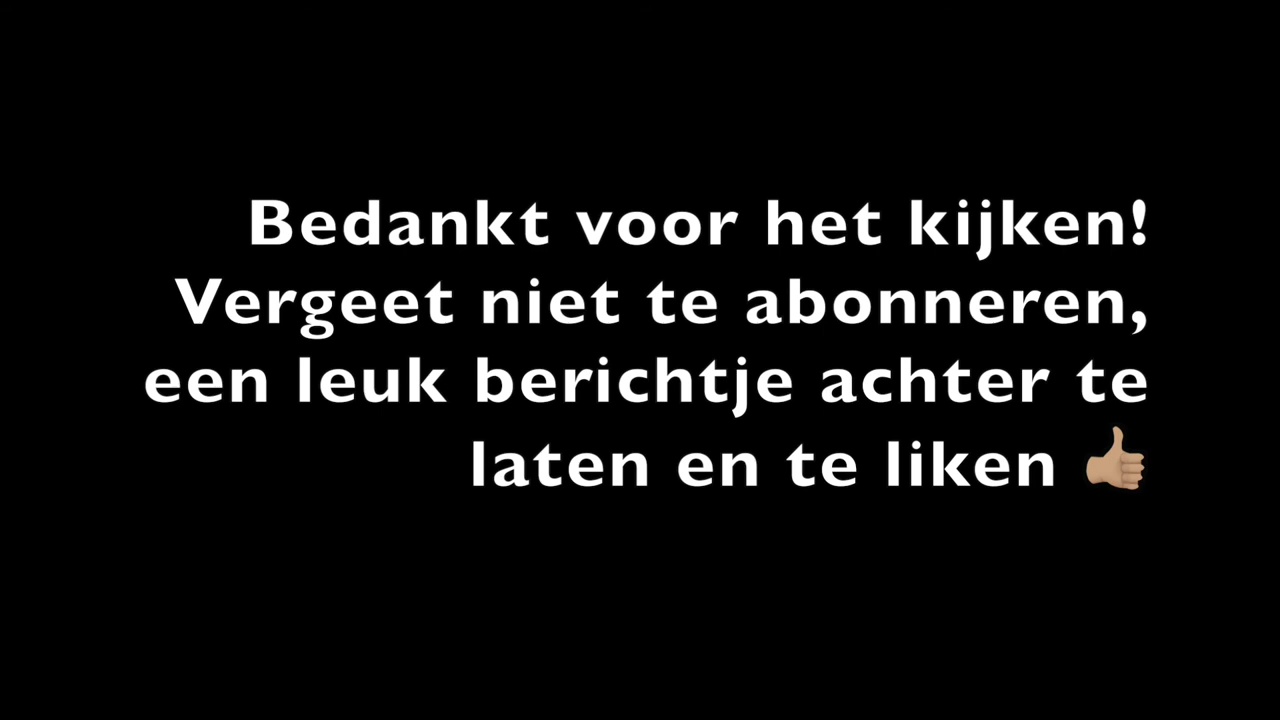 Bedankt voor het kijken!
Vergeet niet te abonneren,
een leuk berichtje achter te
laten en te liken 👍🏼